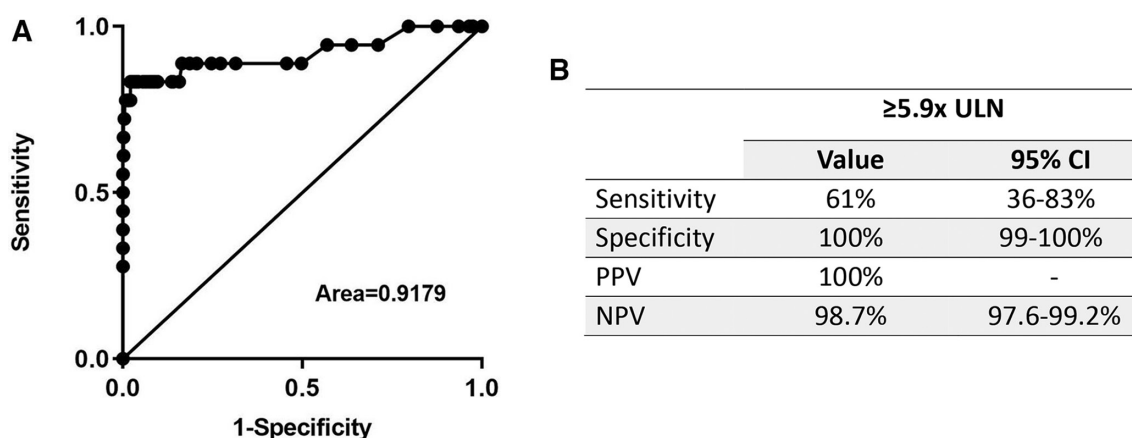 A
1.0
0.5
0.0
0.0 0.5 1.0
Sensitivity
1-Specificity
Area=0.9179
B
≥5.9x ULN
Value 95% CI
Sensitivity 61% 36-83%
Specificity 100% 99-100%
PPV 100% -
NPV 98.7% 97.6-99.2%